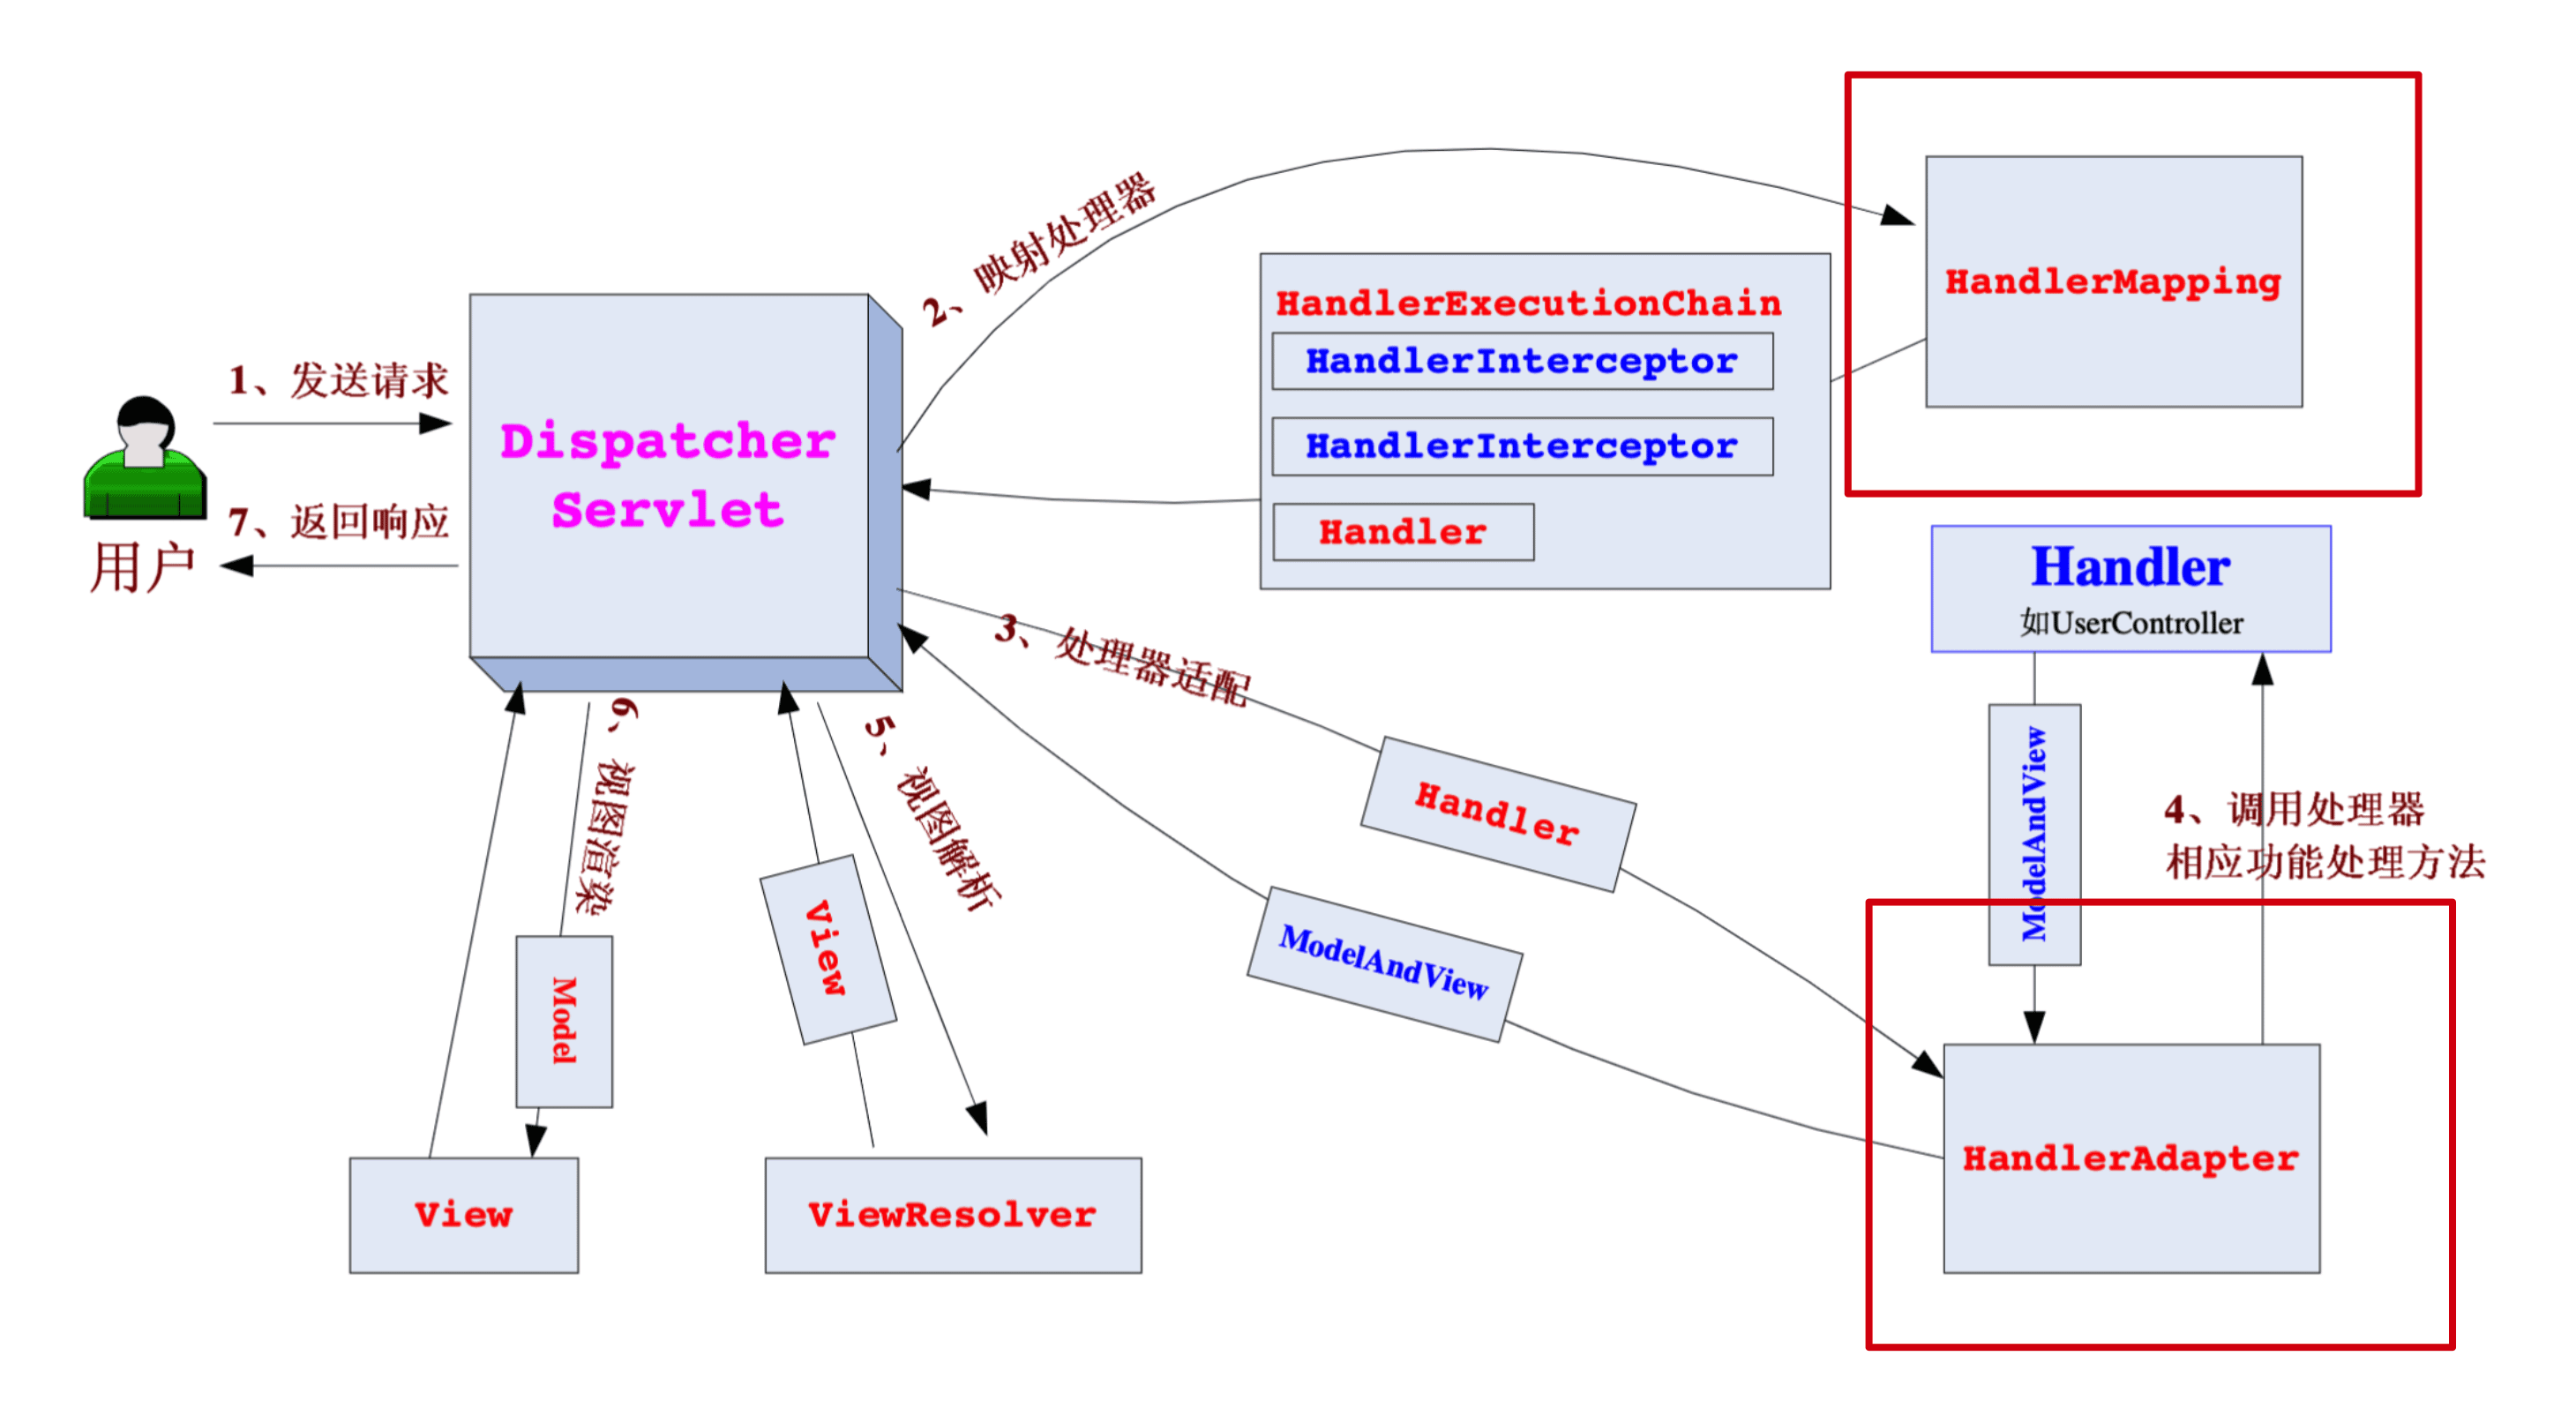 1、发送请求
7、返回响应
用户
Dispatcher
Servlet
2、映射处理器
HandlerMapping
HandlerExecutionChain
HandlerInterceptor
HandlerInterceptor
Handler
3、处理器适配
Handler
ModelAndView
Handler
如UserController
ModelAndView
4、调用处理器
相应功能处理方法
HandlerAdapter
5、视图解析
View
ViewResolver
6、视图渲染
Model
View